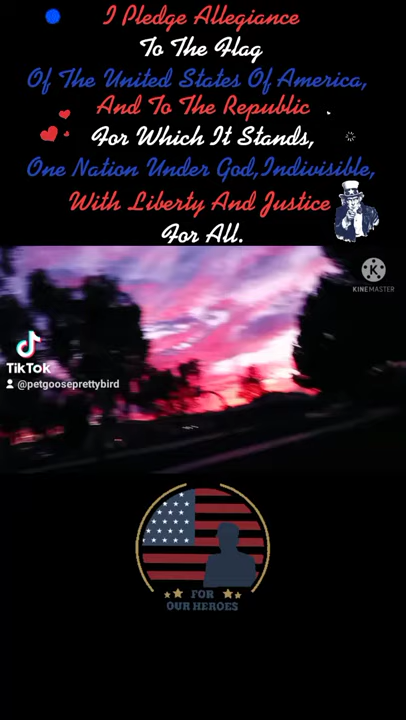 I Pledge Allegiance
To The Flag
Of The United States Of America,
And To The Republic
For Which It Stands,
One Nation Under God,Indivisible,
With Liberty And Justice
For All.
KINEMASTER
TikTok
@petgooseprettybird
FOR
OUR HEROES